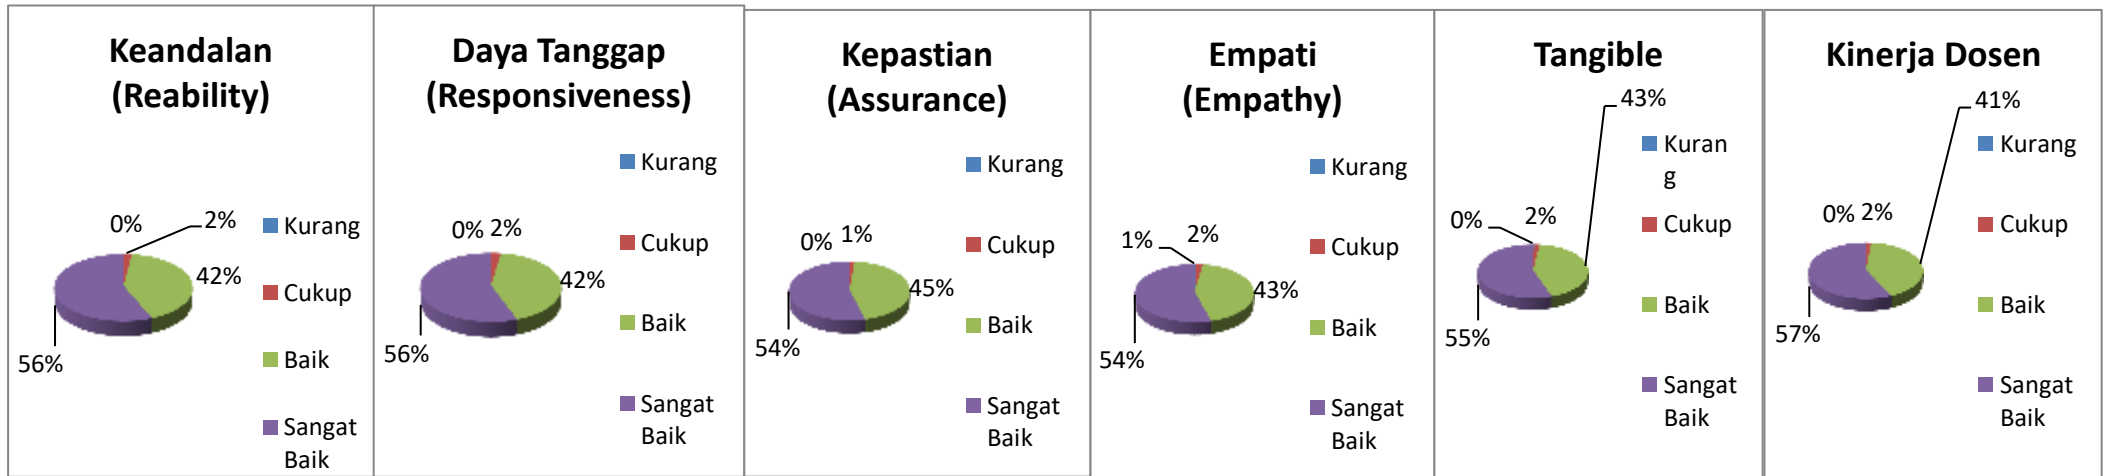 Keandalan
(Reability)
0%
2%
42%
56%
Kurang
Cukup
Baik
Sangat
Baik
Daya Tanggap
(Responsiveness)
0%
2%
42%
56%
Kurang
Cukup
Baik
Sangat
Baik
Kepastian
(Assurance)
0%
1%
45%
54%
Kurang
Cukup
Baik
Sangat
Baik
Empati
(Empathy)
1%
2%
43%
54%
Kurang
Cukup
Baik
Sangat
Baik
Tangible
43%
0%
2%
55%
Kuran
g
Cukup
Baik
Sangat
Baik
Kinerja Dosen
41%
0%
2%
57%
Kurang
Cukup
Baik
Sangat
Baik